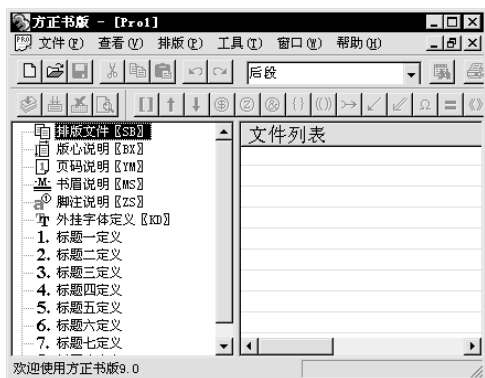 方正书版 - [Pro1]
文件(F) 查看(V) 排版(P) 工具(T) 窗口(W) 帮助(H)
后段
排版文件〖SB〗
版心说明〖BX〗
页码说明〖YM〗
书眉说明〖MS〗
脚注说明〖ZS〗
外挂字体定义〖KD〗
1. 标题一定义
2. 标题二定义
3. 标题三定义
4. 标题四定义
5. 标题五定义
6. 标题六定义
7. 标题七定义
文件列表
欢迎使用方正书版9.0